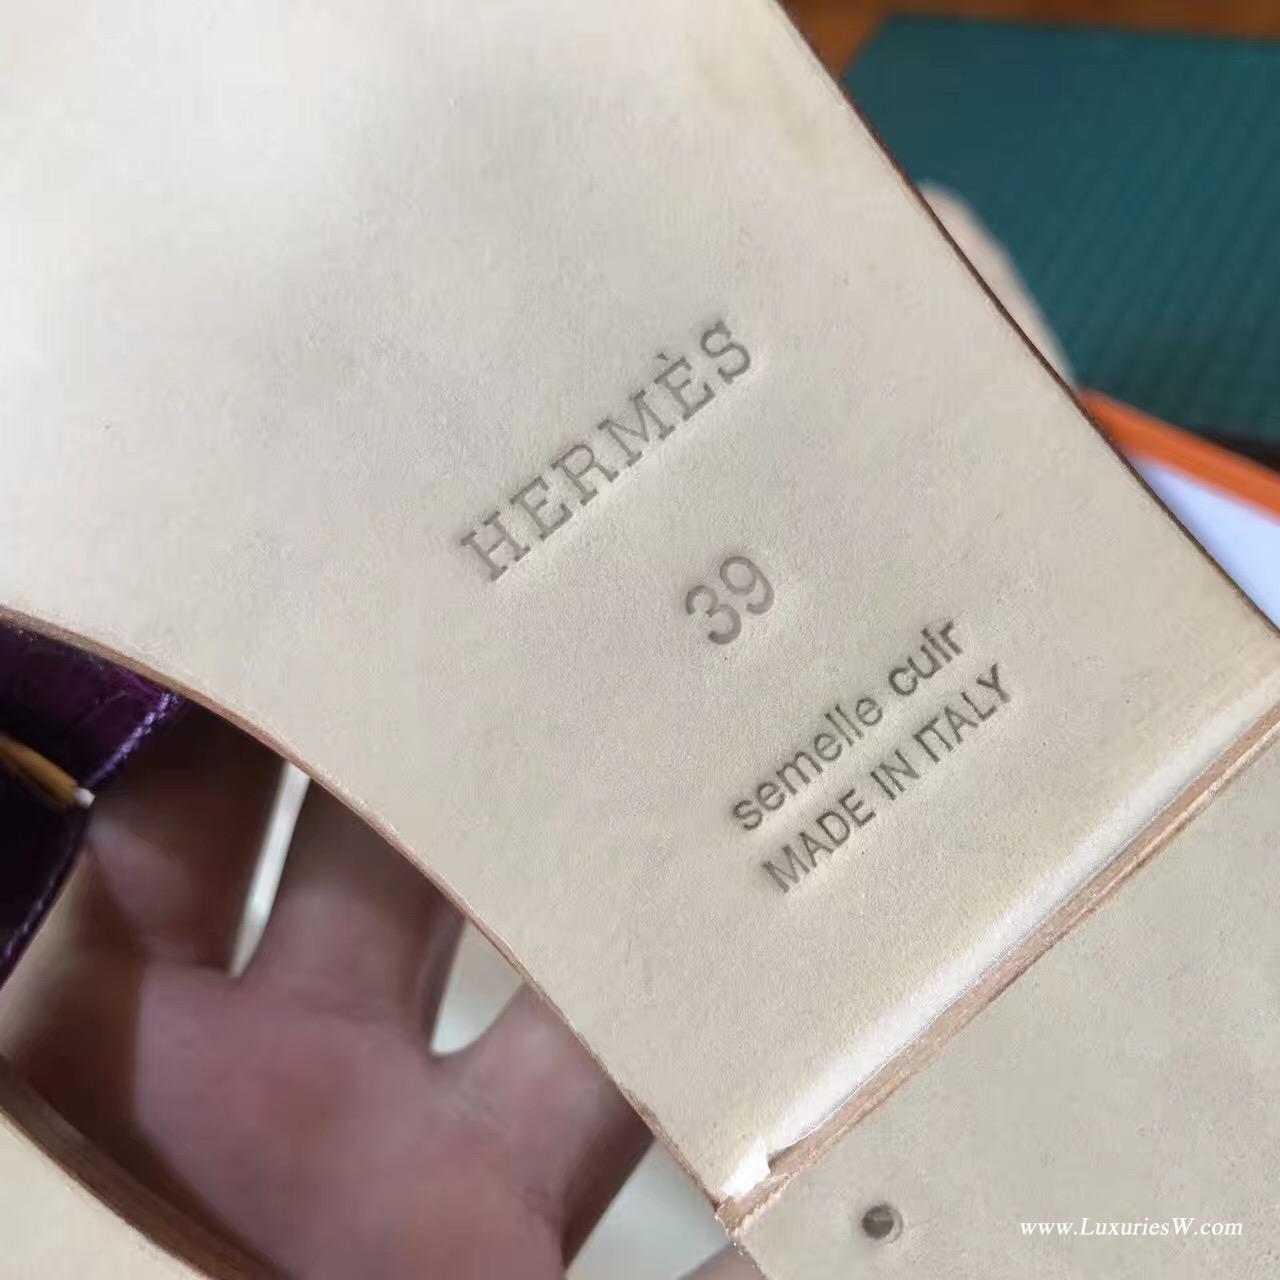 HERMÈS
39
semelle cuir
MADE IN ITALY
www.LuxuriesW.com